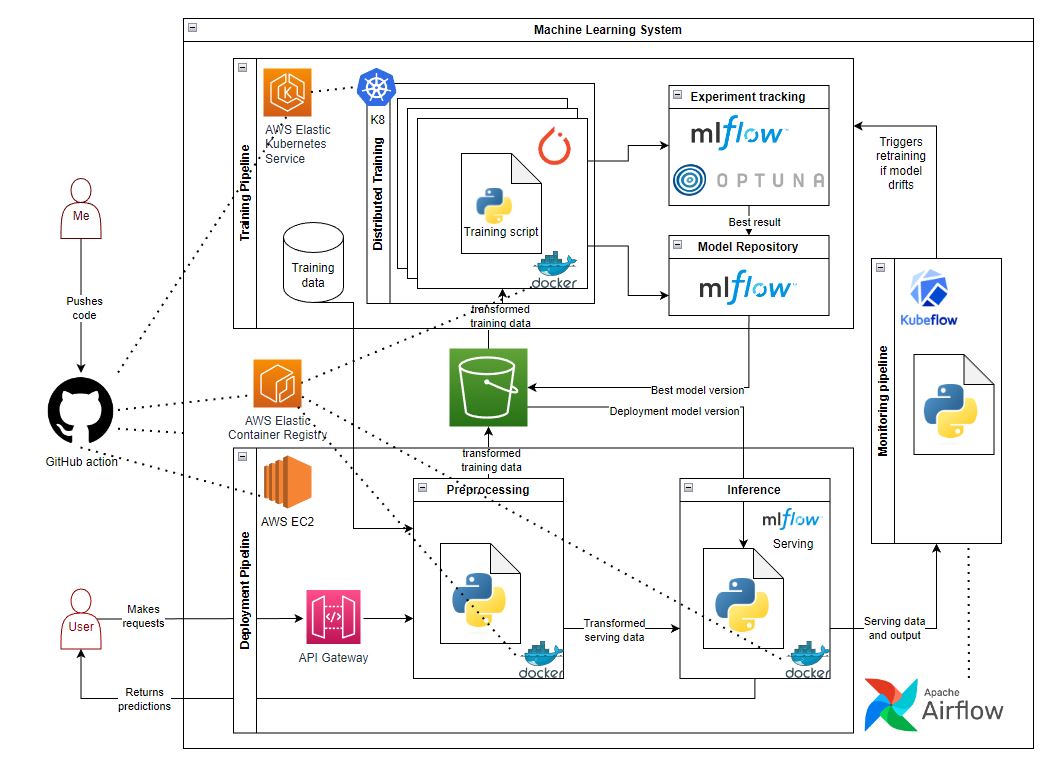 Machine Learning System
Training Pipeline
AWS Elastic
Kubernetes
Service
K8
Distributed Training
Training script
docker
Training
data
Experiment tracking
mlflow™
OPTUNA
Best result
Model Repository
mlflow™
Triggers
retraining
if model
drifts
Me
Pushes
code
GitHub action
transformed
training data
AWS Elastic
Container Registry
Best model version
Deployment model version
transformed
training data
Monitoring pipeline
Kubeflow
Deployment Pipeline
AWS EC2
Preprocessing
docker
Inference
mlflow™
Serving
docker
User
Makes
requests
API Gateway
Transformed
serving data
Serving data
and output
Returns
predictions
Apache
Airflow